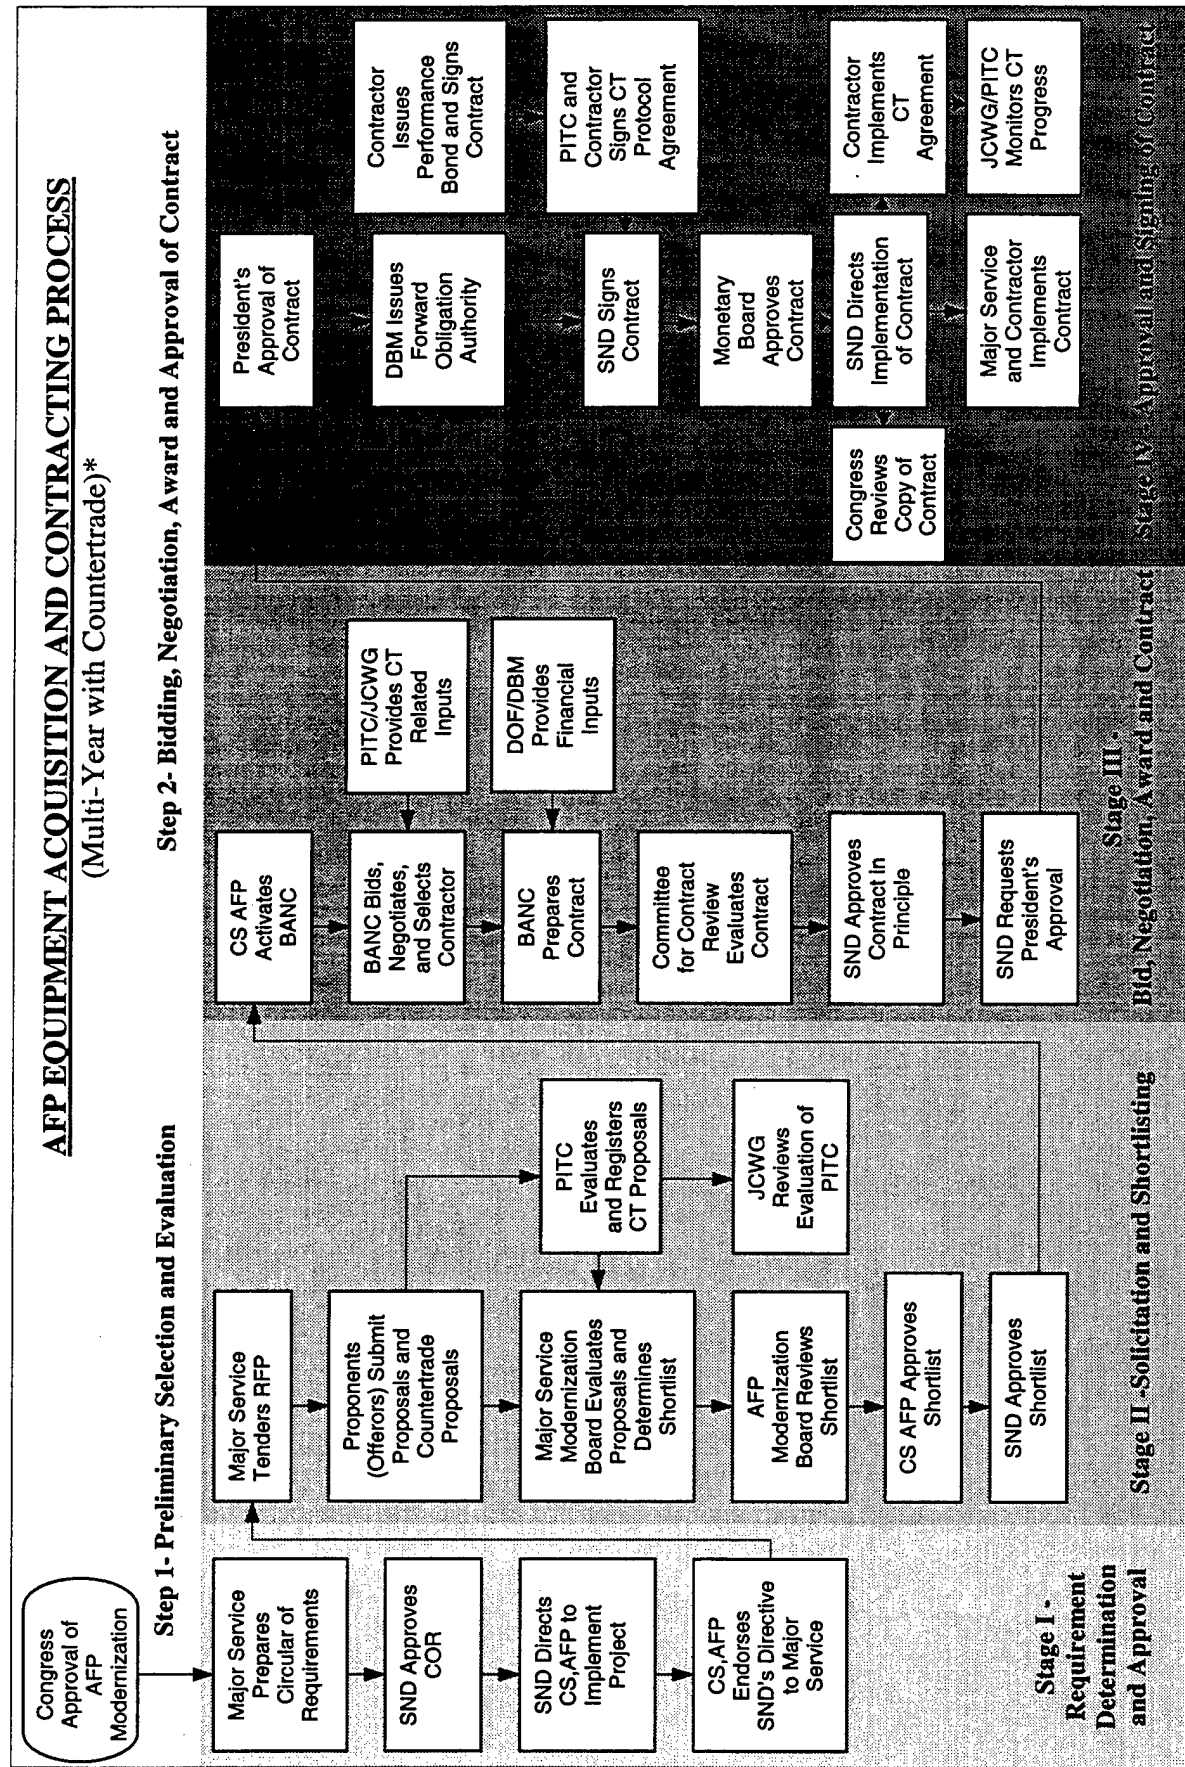 AFP EQUIPMENT ACQUISITION AND CONTRACTING PROCESS
(Multi-Year with Countertrade)*
Step 1- Preliminary Selection and Evaluation
Step 2- Bidding, Negotiation, Award and Approval of Contract
Congress
Approval of
AFP
Modernization
Major Service
Prepares
Circular of
Requirements
SND Approves
COR
SND Directs
CS,AFP to
Implement
Project
CS,AFP
Endorses
SND's Directive
to Major
Service
Stage I -
Requirement
Determination
and Approval
Major Service
Tenders RFP
Proponents
(Offerors) Submit
Proposals and
Countertrade
Proposals
Major Service
Modernization
Board Evaluates
Proposals and
Determines
Shortlist
AFP
Modernization
Board Reviews
Shortlist
CS AFP Approves
Shortlist
SND Approves
Shortlist
PITC
Evaluates
and Registers
CT Proposals
JCWG
Reviews
Evaluation of
PITC
Stage II -Solicitation and Shortlisting
CS AFP
Activates
BANC
BANC Bids,
Negotiates,
and Selects
Contractor
BANC
Prepares
Contract
Committee
for Contract
Review
Evaluates
Contract
SND Approves
Contract In
Principle
SND Requests
President's
Approval
PITC/JCWG
Provides CT
Related
Inputs
DOF/DBM
Provides
Financial
Inputs
Stage III -
Bid, Negotiation, Award and Contract
President's
Approval of
Contract
DBM Issues
Forward
Obligation
Authority
Contractor
Issues
Performance
Bond and Signs
Contract
SND Signs
Contract
PITC and
Contractor
Signs CT
Protocol
Agreement
Monetary
Board
Approves
Contract
Congress
Reviews
Copy of
Contract
SND Directs
Implementation
of Contract
Contractor
Implements
CT
Agreement
Major Service
and Contractor
Implements
Contract
JCWG/PITC
Monitors CT
Progress
Stage IV - Approval and Signing of Contract